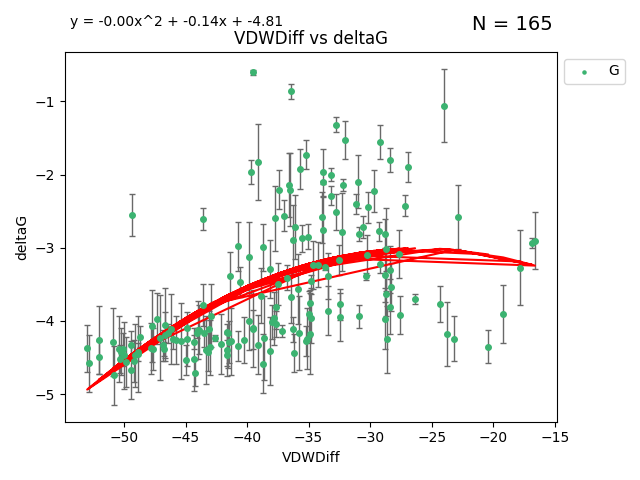 y = -0.00x^2 + -0.14x + -4.81
N = 165
VDWDiff vs deltaG
G
deltaG
−1
−2
−3
−4
−5
−50
−45
−40
−35
−30
−25
−20
−15
VDWDiff